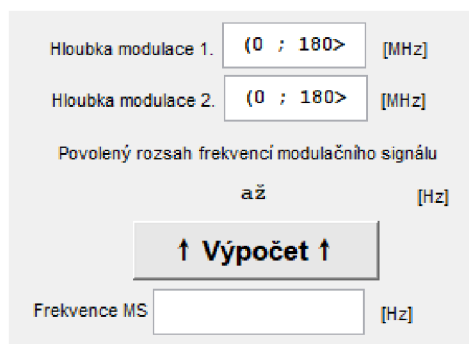 Hloubka modulace 1. (0 ; 180> [MHz]
Hloubka modulace 2. (0 ; 180> [MHz]
Povolený rozsah frekvencí modulačního signálu
až [Hz]
↑ Výpočet ↑
Frekvence MS [Hz]